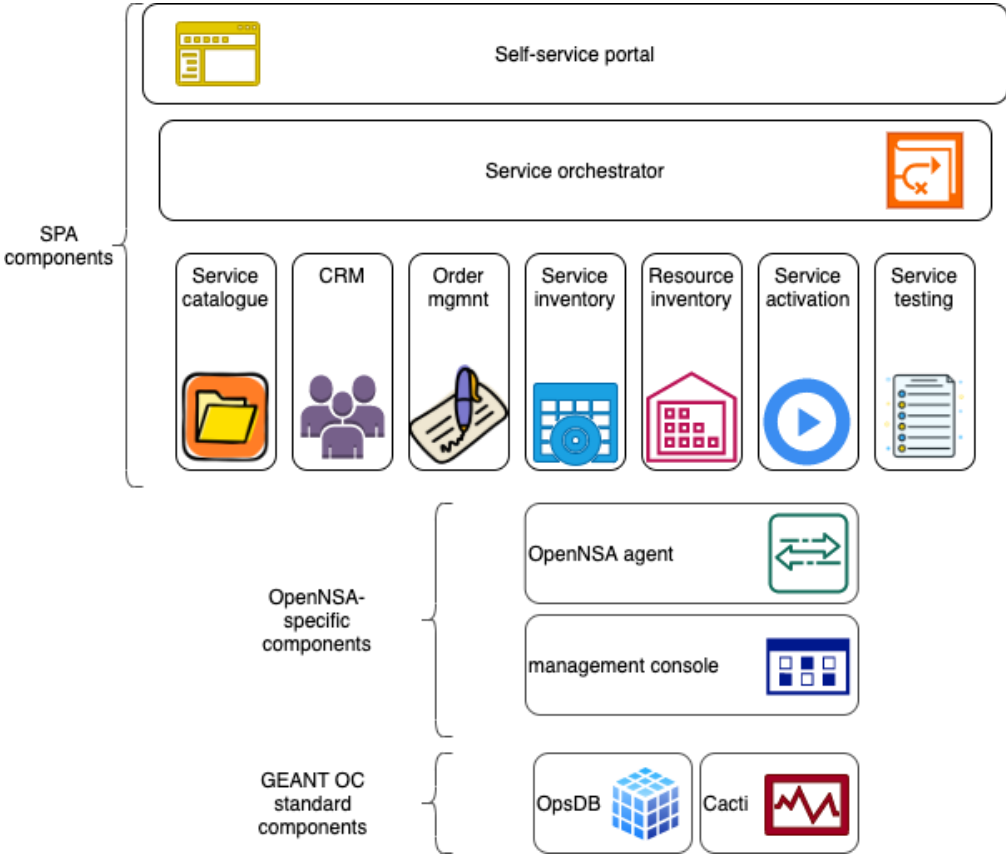 Self-service portal
Service orchestrator
SPA
components
Service
catalogue
CRM
Order
mgmnt
Service
inventory
Resource
inventory
Service
activation
Service
testing
OpenNSA-
specific
components
OpenNSA agent
management console
GEANT OC
standard
components
OpsDB
Cacti